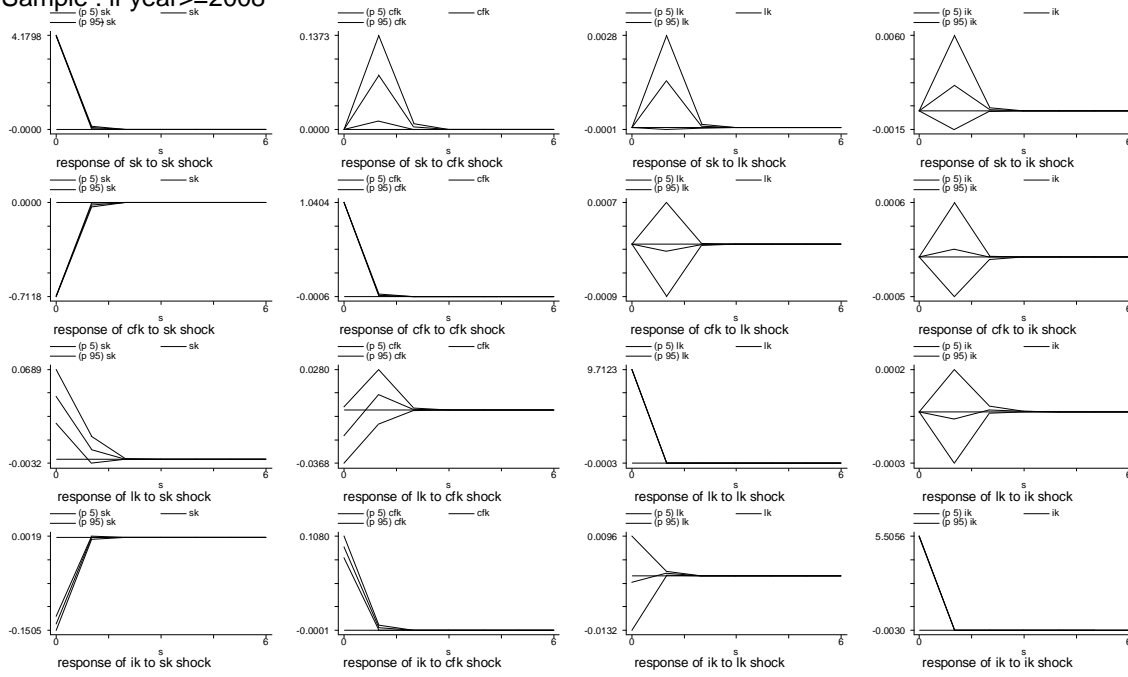 Sample : if year>=2008
(p 5) sk sk
(p 95) sk
4.1798
-0.0000
0 6
s
response of sk to sk shock
(p 5) cfk cfk
(p 95) cfk
0.1373
0.0000
0 6
s
response of sk to cfk shock
(p 5) lk lk
(p 95) lk
0.0028
-0.0001
0 6
s
response of sk to lk shock
(p 5) ik ik
(p 95) ik
0.0060
-0.0015
0 6
s
response of sk to ik shock
(p 5) sk sk
(p 95) sk
0.0000
-0.7118
0 6
s
response of cfk to sk shock
(p 5) cfk cfk
(p 95) cfk
1.0404
-0.0006
0 6
s
response of cfk to cfk shock
(p 5) lk lk
(p 95) lk
0.0007
-0.0009
0 6
s
response of cfk to lk shock
(p 5) ik ik
(p 95) ik
0.0006
-0.0005
0 6
s
response of cfk to ik shock
(p 5) sk sk
(p 95) sk
0.0689
-0.0032
0 6
s
response of lk to sk shock
(p 5) cfk cfk
(p 95) cfk
0.0280
-0.0368
0 6
s
response of lk to cfk shock
(p 5) lk lk
(p 95) lk
9.7123
-0.0003
0 6
s
response of lk to lk shock
(p 5) ik ik
(p 95) ik
0.0002
-0.0003
0 6
s
response of lk to ik shock
(p 5) sk sk
(p 95) sk
0.0019
-0.1505
0 6
s
response of ik to sk shock
(p 5) cfk cfk
(p 95) cfk
0.1080
-0.0001
0 6
s
response of ik to cfk shock
(p 5) lk lk
(p 95) lk
0.0096
-0.0132
0 6
s
response of ik to lk shock
(p 5) ik ik
(p 95) ik
5.5056
-0.0030
0 6
s
response of ik to ik shock